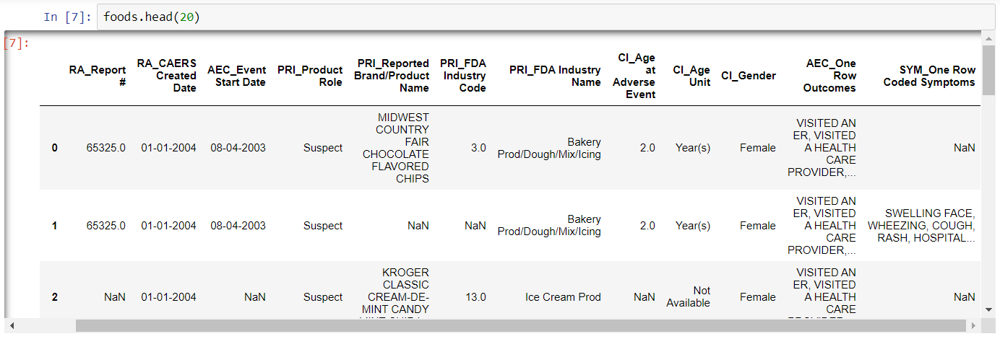 In [7]: foods.head(20)
[7]:
RA_Report # RA_CAERS Created Date AEC_Event Start Date PRI_Product Role PRI_Reported Brand/Product Name PRI_FDA Industry Code PRI_FDA Industry Name CI_Age at Adverse Event CI_Age Unit CI_Gender AEC_One Row Outcomes SYM_One Row Coded Symptoms
0 65325.0 01-01-2004 08-04-2003 Suspect MIDWEST COUNTRY FAIR CHOCOLATE FLAVORED CHIPS 3.0 Bakery Prod/Dough/Mix/Icing 2.0 Year(s) Female VISITED AN ER, VISITED A HEALTH CARE PROVIDER,... NaN
1 65325.0 01-01-2004 08-04-2003 Suspect NaN NaN Bakery Prod/Dough/Mix/Icing 2.0 Year(s) Female VISITED AN ER, VISITED A HEALTH CARE PROVIDER,... SWELLING FACE, WHEEZING, COUGH, RASH, HOSPITAL...
2 NaN 01-01-2004 NaN Suspect KROGER CLASSIC CREAM-DE-MINT CANDY 13.0 Ice Cream Prod NaN Not Available Female VISITED AN ER, VISITED A HEALTH CARE NaN